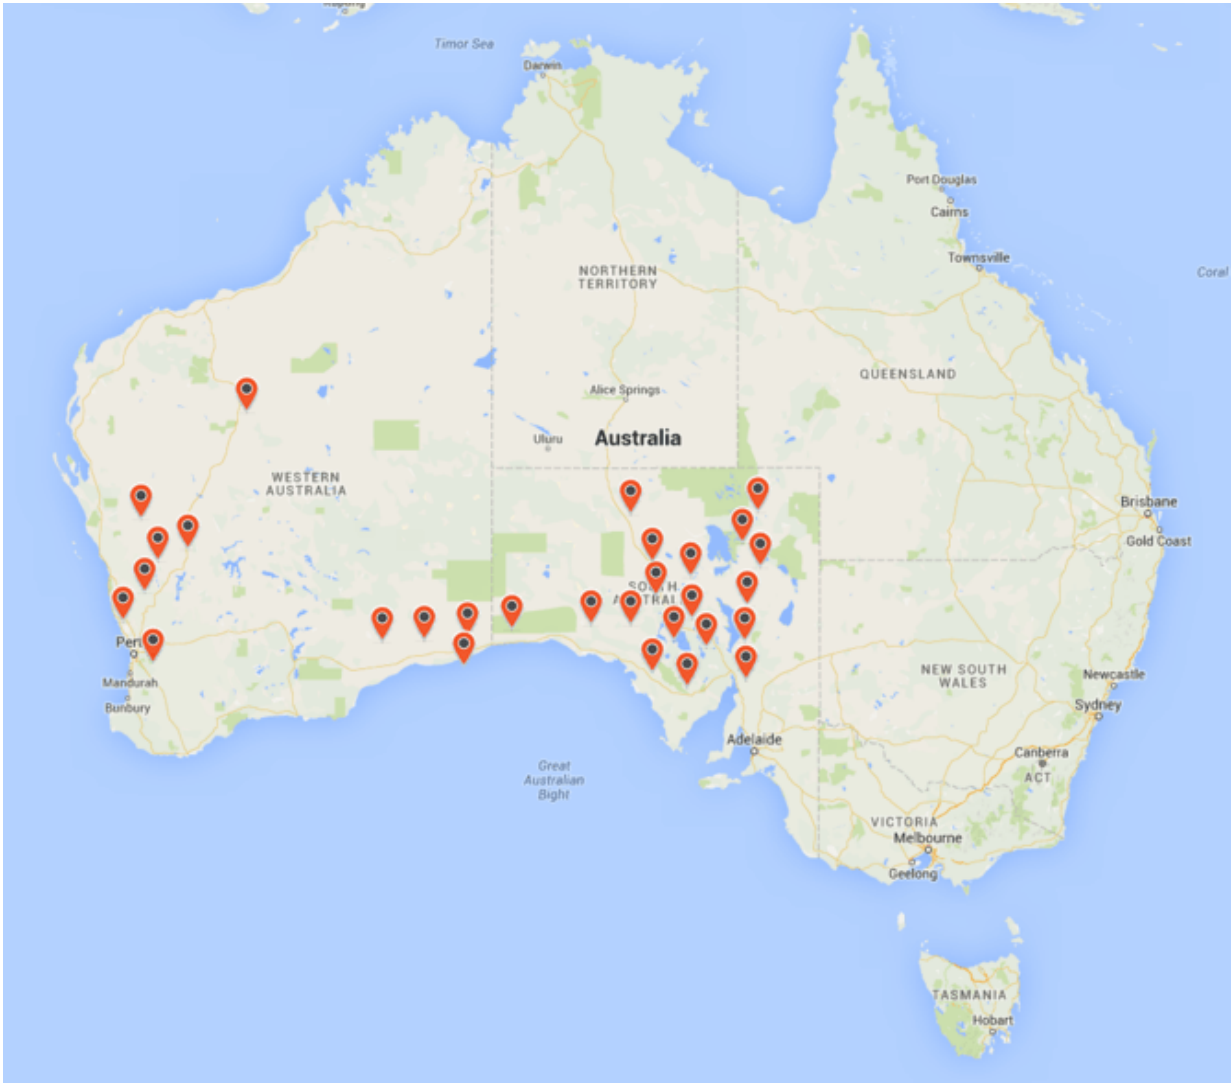 Timor Sea
Darwin
Port Douglas
Cairns
Townsville
Coral
NORTHERN
TERRITORY
QUEENSLAND
Alice Springs
Uluru
Australia
WESTERN
AUSTRALIA
Brisbane
Gold Coast
Mandurah
Bunbury
NEW SOUTH
WALES
Newcastle
Sydney
Adelaide
Canberra
ACT
Great
Australian
Bight
VICTORIA
Melbourne
Geelong
TASMANIA
Hobart